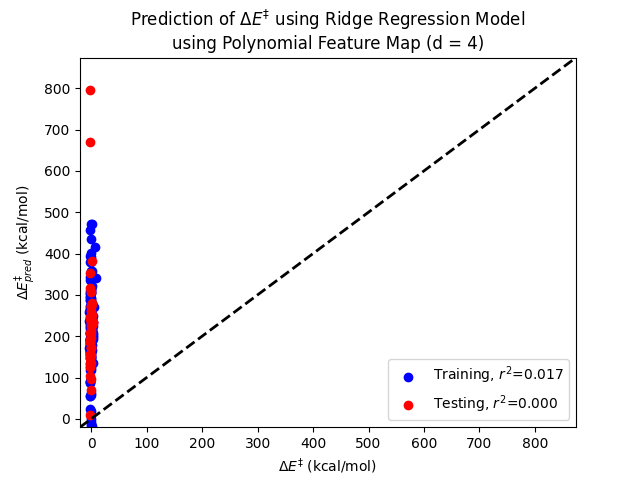 Prediction of ΔE‡ using Ridge Regression Model
using Polynomial Feature Map (d = 4)
ΔE‡pred (kcal/mol)
800
700
600
500
400
300
200
100
0
0 100 200 300 400 500 600 700 800
ΔE‡ (kcal/mol)
Training, r²=0.017
Testing, r²=0.000